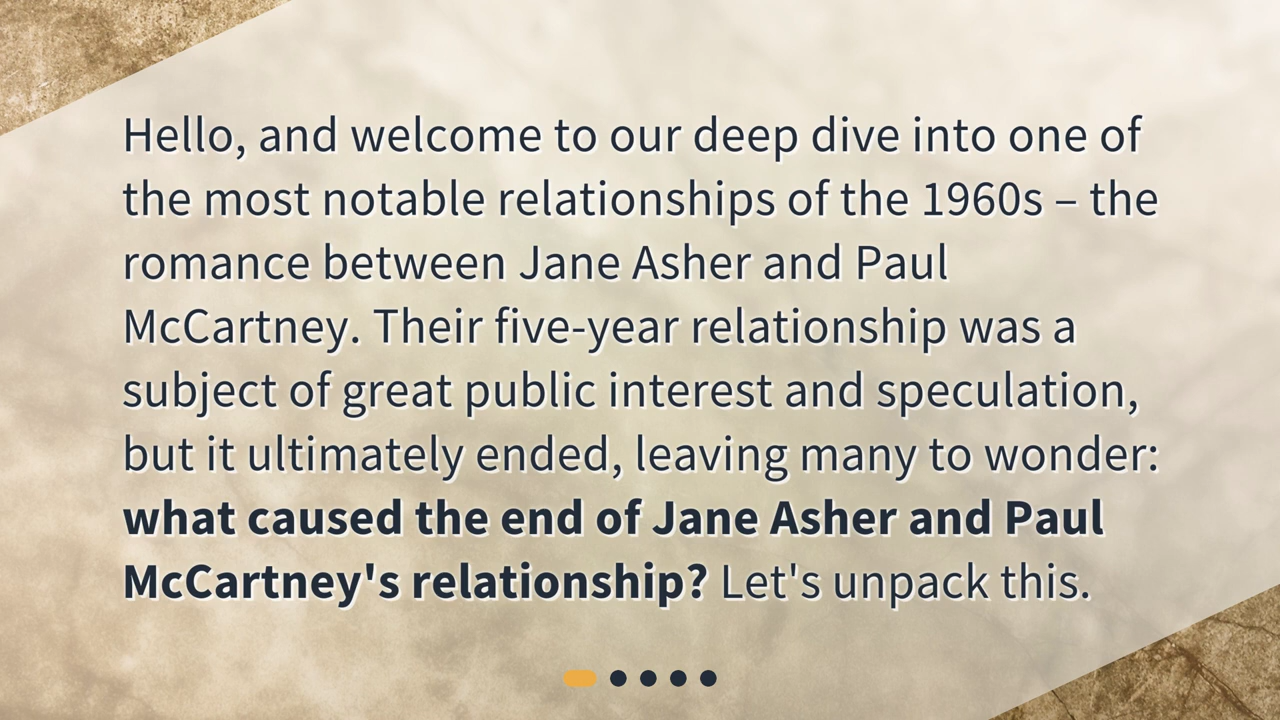 Hello, and welcome to our deep dive into one of
the most notable relationships of the 1960s – the
romance between Jane Asher and Paul
McCartney. Their five-year relationship was a
subject of great public interest and speculation,
but it ultimately ended, leaving many to wonder:
what caused the end of Jane Asher and Paul
McCartney's relationship? Let's unpack this.